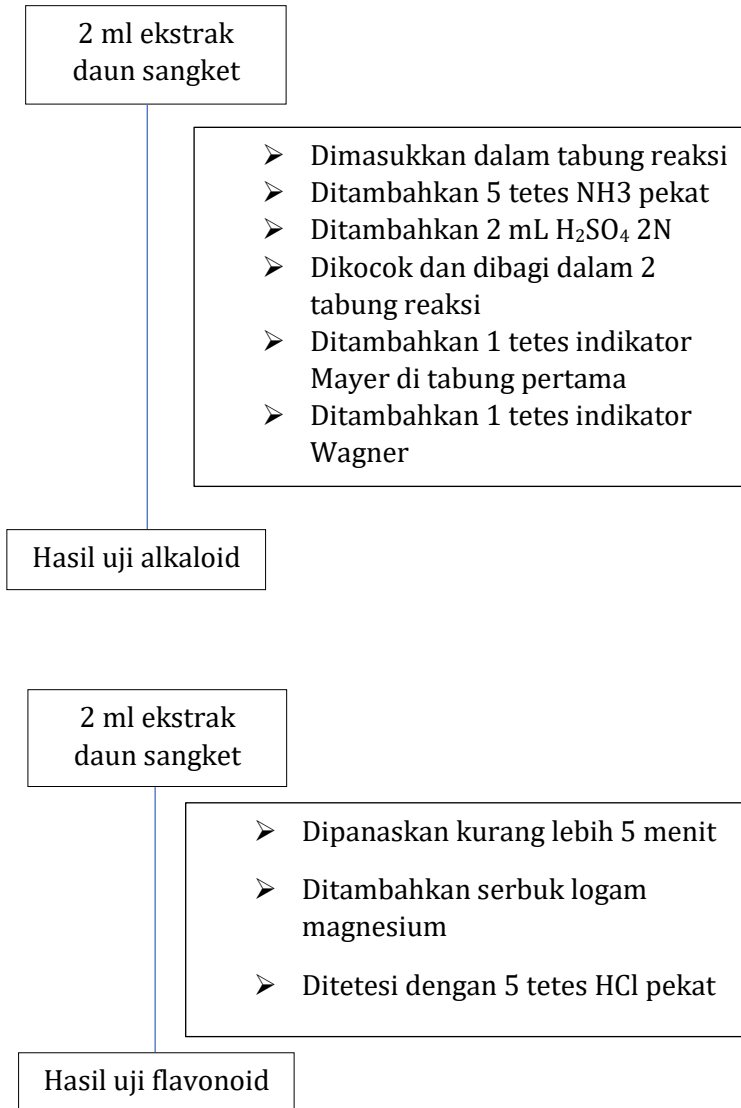 2 ml ekstrak
daun sangket
➢ Dimasukkan dalam tabung reaksi
➢ Ditambahkan 5 tetes NH3 pekat
➢ Ditambahkan 2 mL H₂SO₄ 2N
➢ Dikocok dan dibagi dalam 2
tabung reaksi
➢ Ditambahkan 1 tetes indikator
Mayer di tabung pertama
➢ Ditambahkan 1 tetes indikator
Wagner
Hasil uji alkaloid
2 ml ekstrak
daun sangket
➢ Dipanaskan kurang lebih 5 menit
➢ Ditambahkan serbuk logam
magnesium
➢ Ditetesi dengan 5 tetes HCl pekat
Hasil uji flavonoid